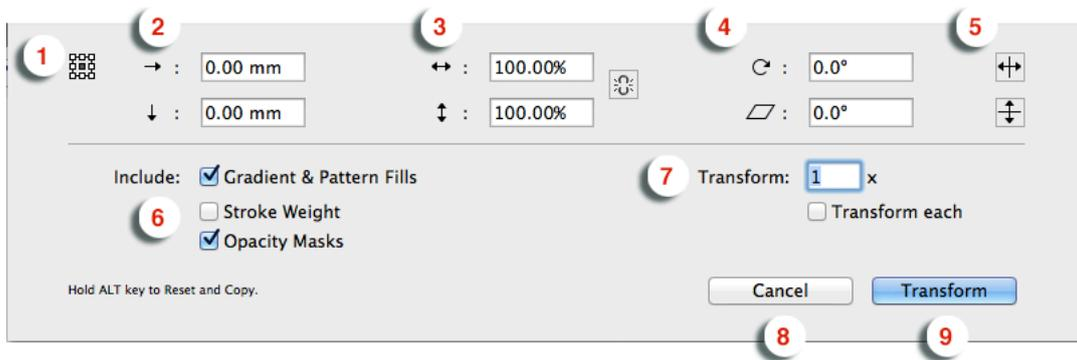 2 3 4 5
1 : 0.00 mm : 100.00% : 0.0°
: 0.00 mm : 100.00% : 0.0°
Include: Gradient & Pattern Fills 7 Transform: 1 x
6 Stroke Weight Transform each
Opacity Masks
Hold ALT key to Reset and Copy. Cancel Transform
8 9